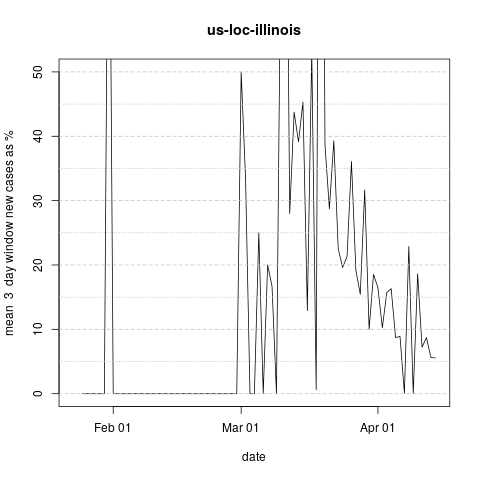 us-loc-illinois
mean  3  day window new cases as %
50
40
30
20
10
0
Feb 01
Mar 01
Apr 01
date